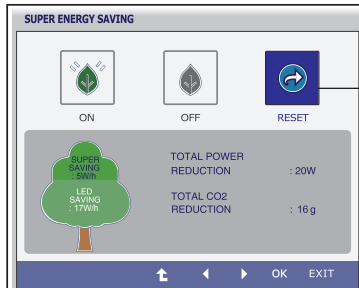 SUPER ENERGY SAVING
ON OFF RESET
SUPER
SAVING
: 5W/h
LED
SAVING
: 17W/h
TOTAL POWER
REDUCTION : 20W
TOTAL CO2
REDUCTION : 16 g
OK EXIT